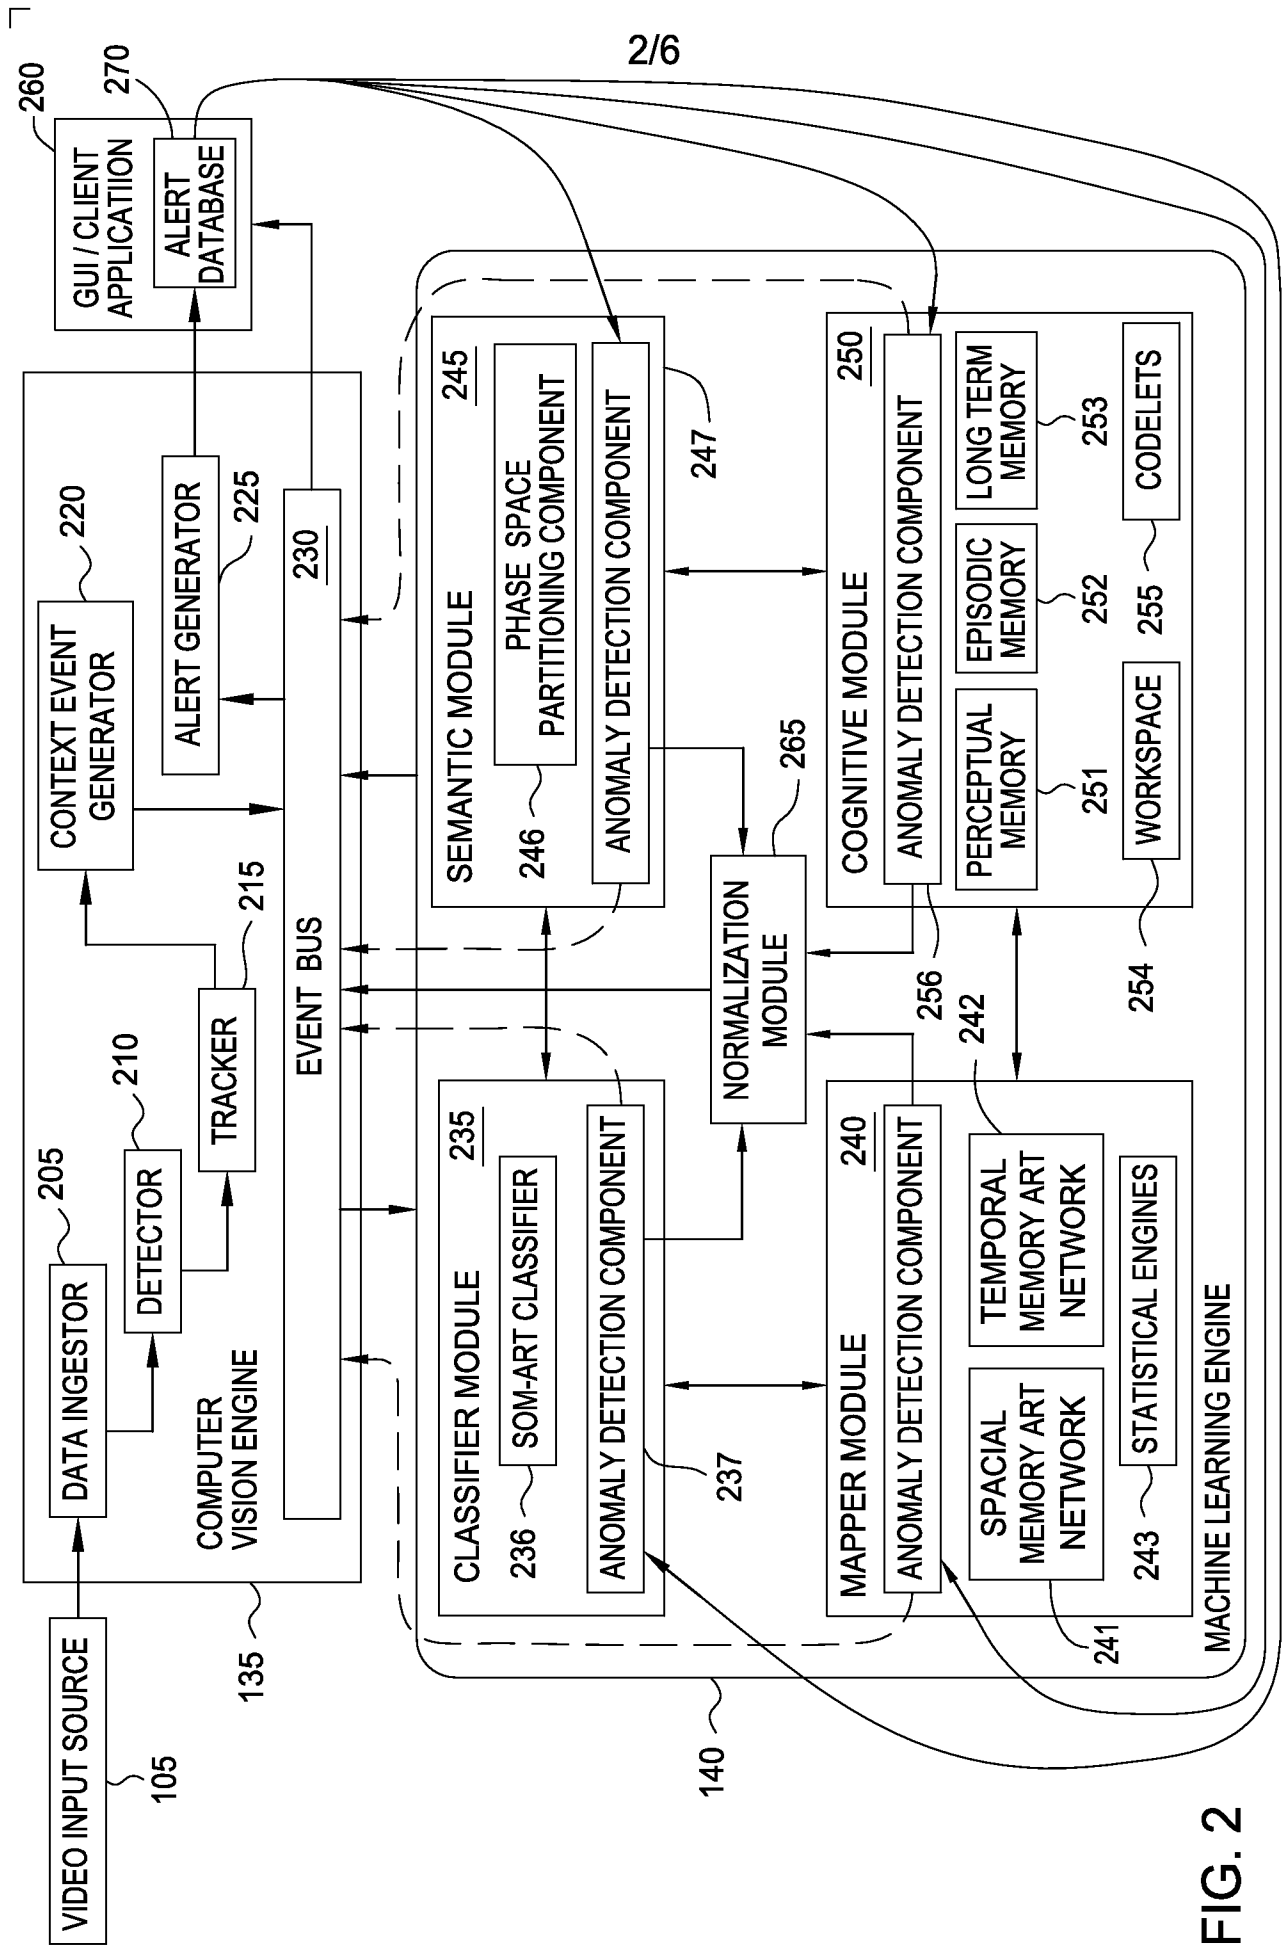 2/6
VIDEO INPUT SOURCE
105
DATA INGESTOR
205
DETECTOR
210
TRACKER
215
CONTEXT EVENT
GENERATOR
220
ALERT GENERATOR
225
COMPUTER
VISION ENGINE
135
EVENT BUS
230
GUI / CLIENT
APPLICATIION
260
ALERT
DATABASE
270
CLASSIFIER MODULE
235
SOM-ART CLASSIFIER
236
ANOMALY DETECTION COMPONENT
237
SEMANTIC MODULE
245
PHASE SPACE
PARTITIONING COMPONENT
246
ANOMALY DETECTION COMPONENT
247
NORMALIZATION
MODULE
265
MAPPER MODULE
240
ANOMALY DETECTION COMPONENT
SPACIAL
MEMORY ART
NETWORK
241
TEMPORAL
MEMORY ART
NETWORK
242
STATISTICAL ENGINES
243
COGNITIVE MODULE
250
ANOMALY DETECTION COMPONENT
256
PERCEPTUAL
MEMORY
251
EPISODIC
MEMORY
252
LONG TERM
MEMORY
253
WORKSPACE
254
CODELETS
255
MACHINE LEARNING ENGINE
140
FIG. 2